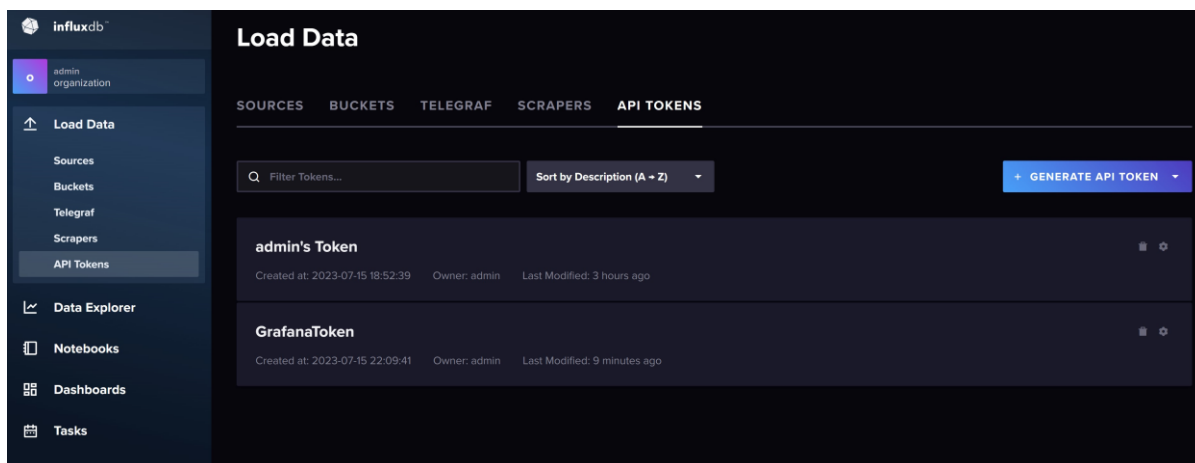 influxdb™
o
admin
organization
Load Data
Sources
Buckets
Telegraf
Scrapers
API Tokens
Data Explorer
Notebooks
Dashboards
Tasks
Load Data
SOURCES BUCKETS TELEGRAF SCRAPERS API TOKENS
Filter Tokens... Sort by Description (A → Z) + GENERATE API TOKEN
admin's Token
Created at: 2023-07-15 18:52:39 Owner: admin Last Modified: 3 hours ago
GrafanaToken
Created at: 2023-07-15 22:09:41 Owner: admin Last Modified: 9 minutes ago